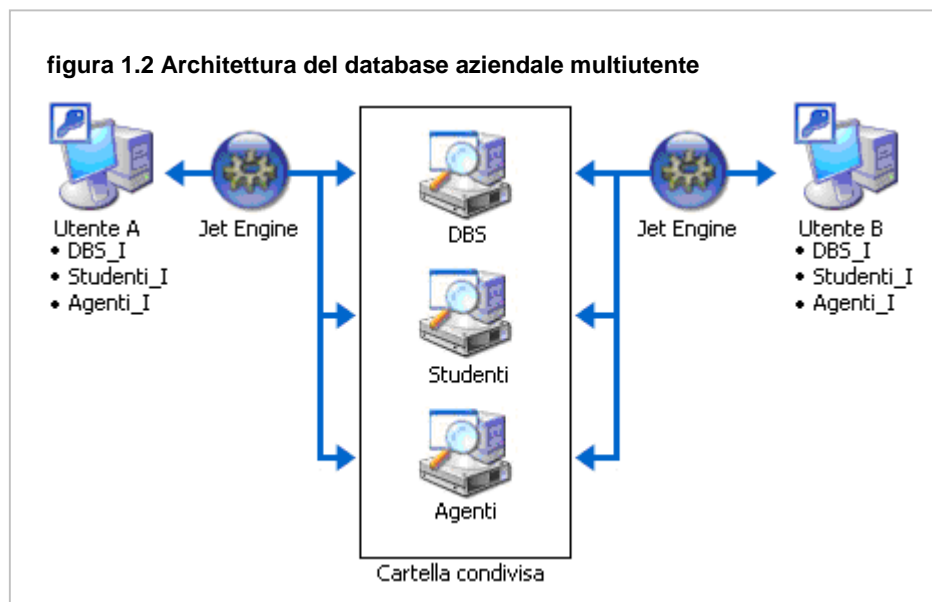 figura 1.2 Architettura del database aziendale multiutente
Utente A
• DBS_I
• Studenti_I
• Agenti_I
Jet Engine
DBS
Studenti
Agenti
Cartella condivisa
Jet Engine
Utente B
• DBS_I
• Studenti_I
• Agenti_I